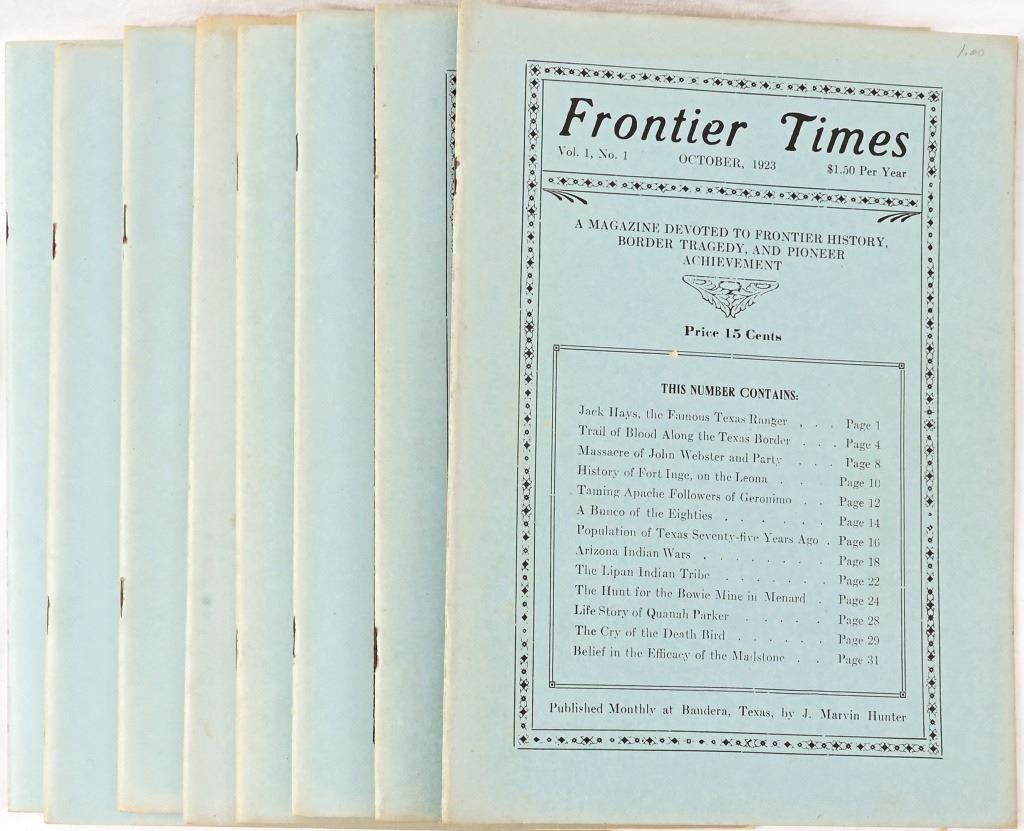 1.00
Frontier Times
Vol. 1, No. 1 OCTOBER, 1923 $1.50 Per Year
A MAGAZINE DEVOTED TO FRONTIER HISTORY,
BORDER TRAGEDY, AND PIONEER
ACHIEVEMENT
Price 15 Cents
THIS NUMBER CONTAINS:
Jack Hays, the Famous Texas Ranger , . . Page 1
Trail of Blood Along the Texas Border . . . Page 4
Massacre of John Webster and Party . . . Page 8
History of Fort Inge, on the Leona . . . Page 10
Taming Apache Followers of Geronimo . . Page 12
A Bunco of the Eighties . . . . . . Page 14
Population of Texas Seventy-five Years Ago . Page 16
Arizona Indian Wars . . . . . . . Page 18
The Lipan Indian Tribe . . . . . . . Page 22
The Hunt for the Bowie Mine in Menard . Page 24
Life Story of Quanah Parker . . . . . Page 28
The Cry of the Death Bird . . . . . . Page 29
Belief in the Efficacy of the Madstone . . Page 31
Published Monthly at Bandera, Texas, by J. Marvin Hunter